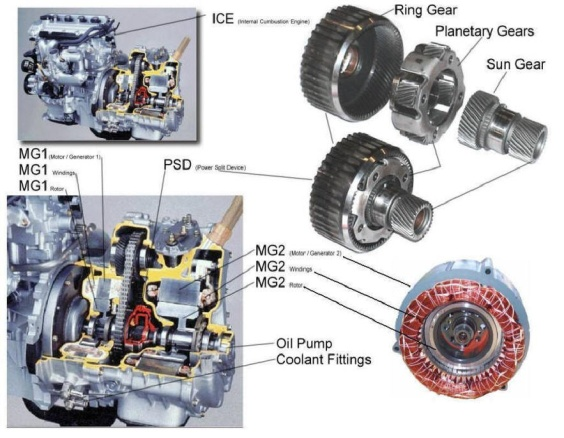 ICE (Internal Cumbustion Engine)
Ring Gear
Planetary Gears
Sun Gear
MG1 (Motor / Generator 1)
MG1 Windings
MG1 Rotor
PSD (Power Split Device)
MG2 (Motor / Generator 2)
MG2 Windings
MG2 Rotor
Oil Pump
Coolant Fittings